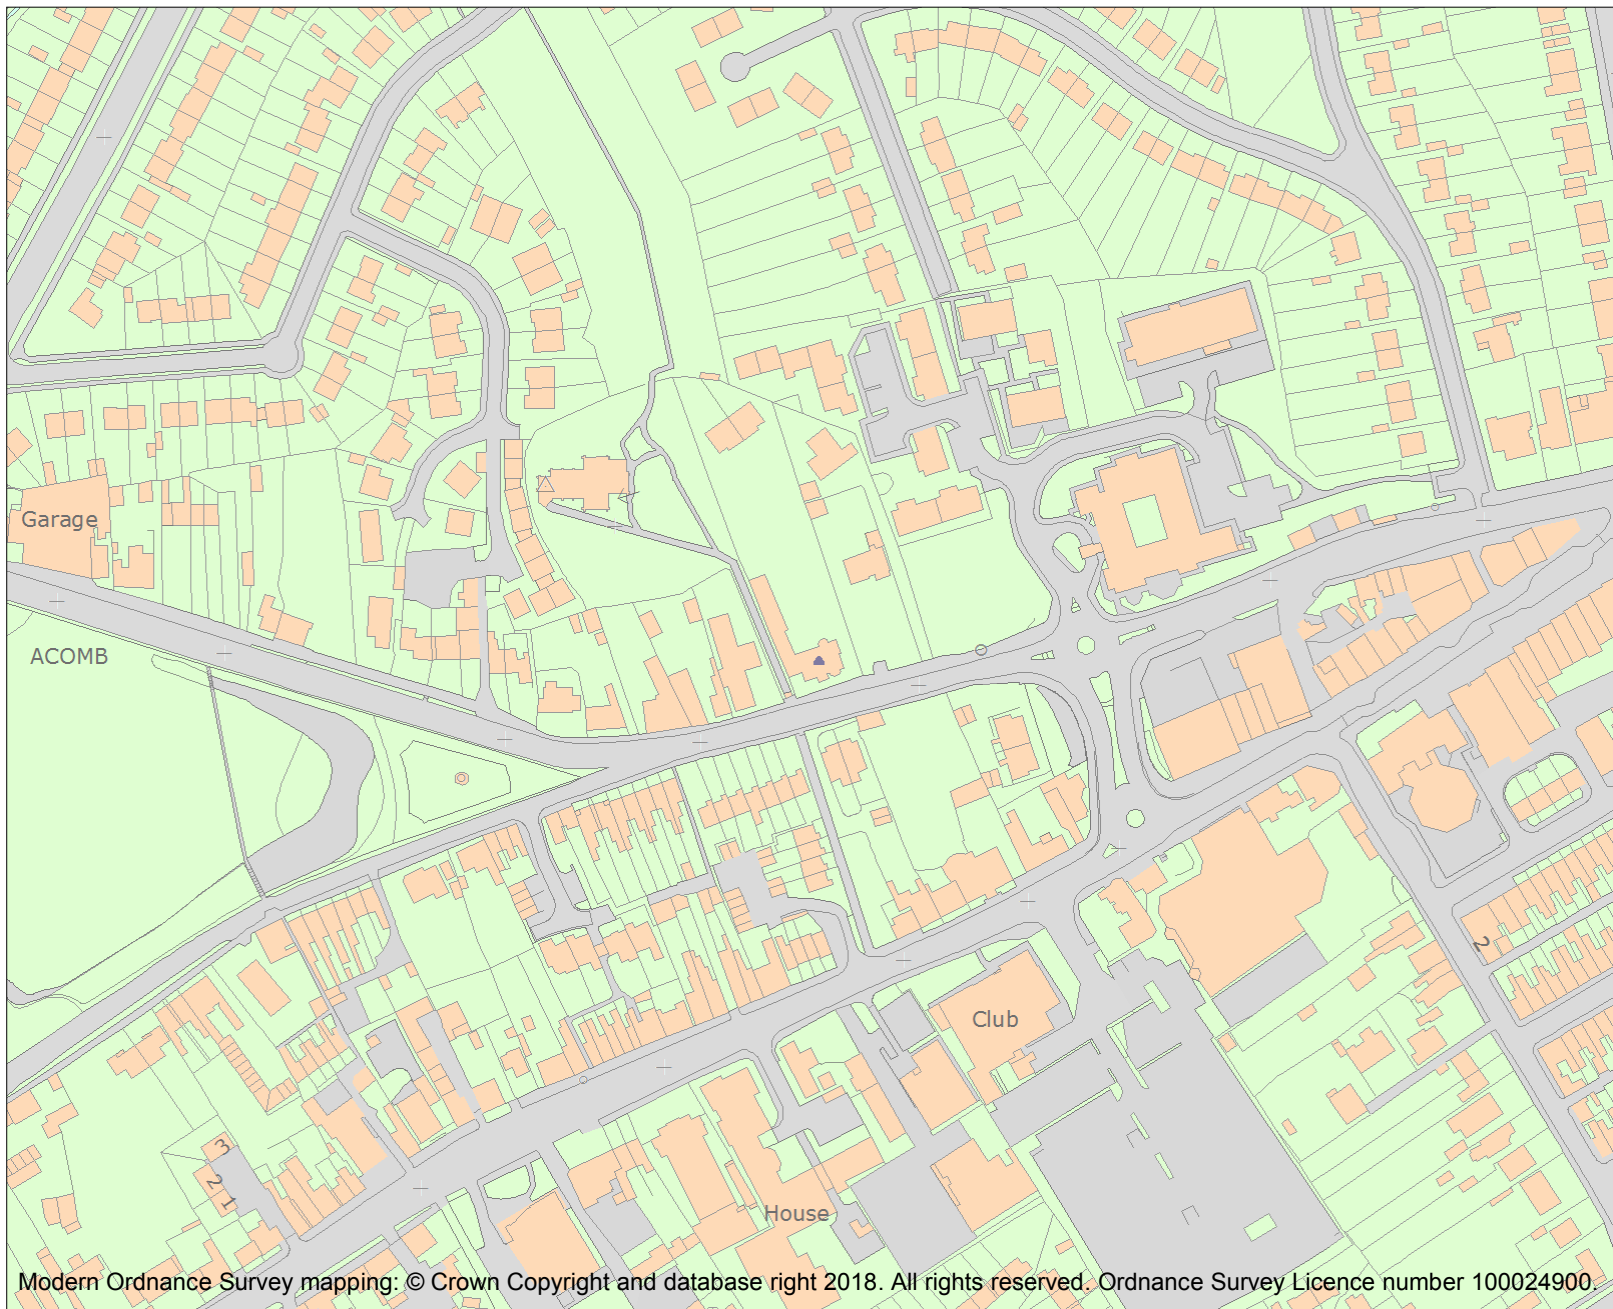 Garage
ACOMB
2
Club
3
2
1
House
Modern Ordnance Survey mapping: © Crown Copyright and database right 2018. All rights reserved. Ordnance Survey Licence number 100024900.